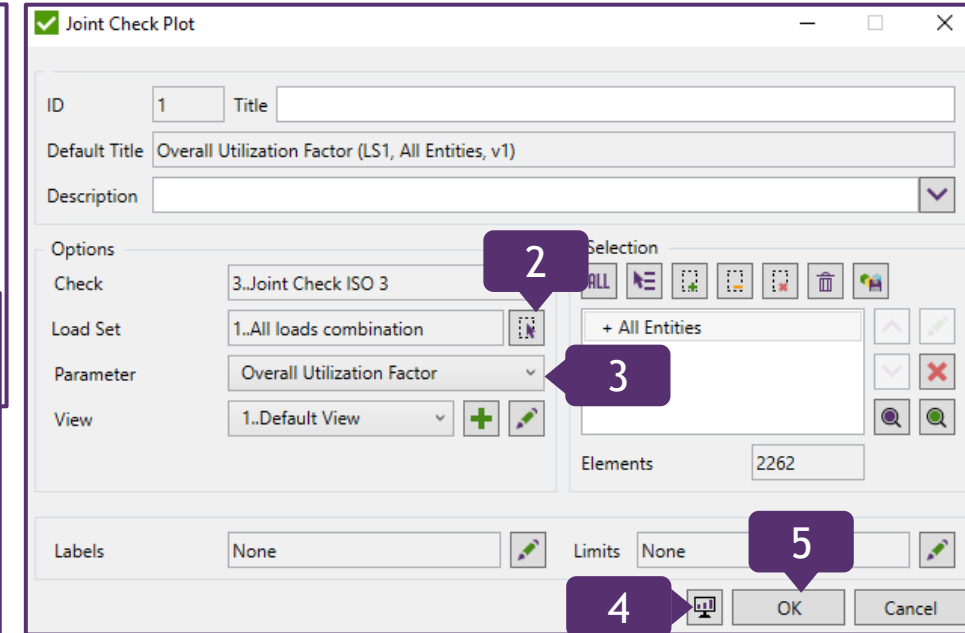 Joint Check Plot
ID 1 Title
Default Title Overall Utilization Factor (LS1, All Entities, v1)
Description
Options
2
Selection
Check 3..Joint Check ISO 3
ALL
Load Set 1..All loads combination
+ All Entities
Parameter Overall Utilization Factor
3
View 1..Default View
Elements 2262
Labels None
Limits None
5
4
OK Cancel